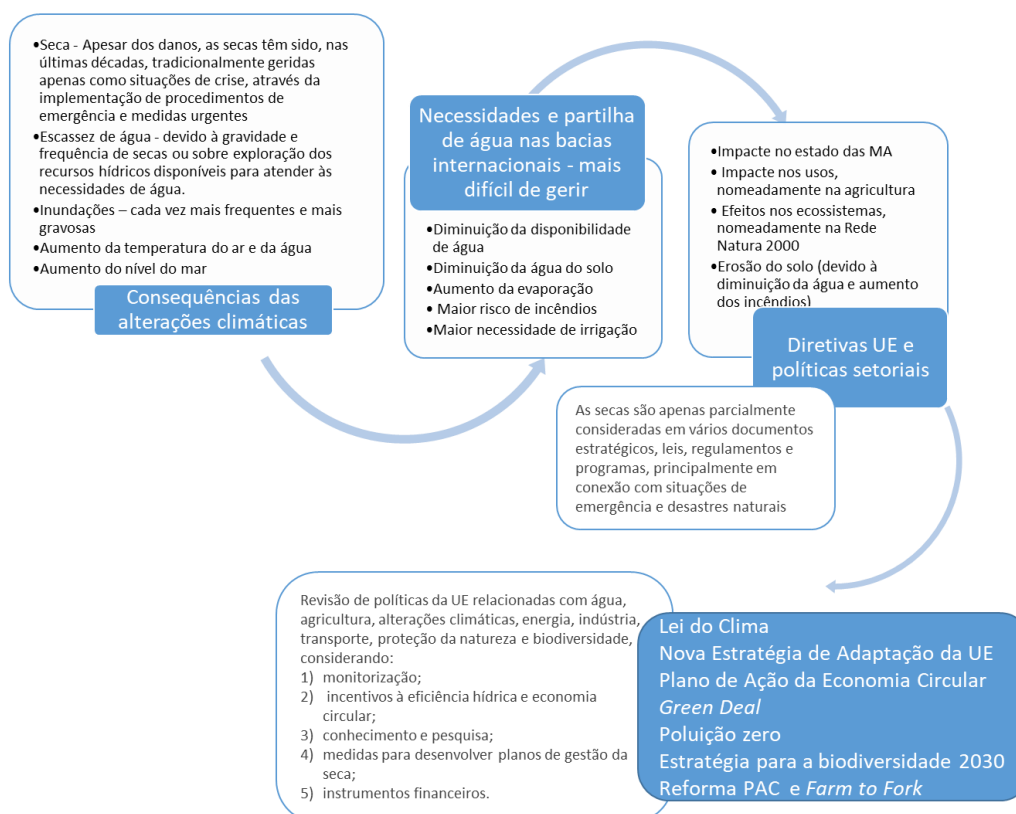 •Seca - Apesar dos danos, as secas têm sido, nas
últimas décadas, tradicionalmente geridas
apenas como situações de crise, através da
implementação de procedimentos de
emergência e medidas urgentes
•Escassez de água - devido à gravidade e
frequência de secas ou sobre exploração dos
recursos hídricos disponíveis para atender às
necessidades de água.
•Inundações – cada vez mais frequentes e mais
gravosas
•Aumento da temperatura do ar e da água
•Aumento do nível do mar
Consequências das
alterações climáticas
Necessidades e partilha
de água nas bacias
internacionais - mais
difícil de gerir
•Diminuição da disponibilidade
de água
•Diminuição da água do solo
•Aumento da evaporação
• Maior risco de incêndios
•Maior necessidade de irrigação
•Impacte no estado das MA
• Impacte nos usos,
nomeadamente na agricultura
• Efeitos nos ecossistemas,
nomeadamente na Rede
Natura 2000
•Erosão do solo (devido à
diminuição da água e aumento
dos incêndios)
Diretivas UE e
políticas setoriais
As secas são apenas parcialmente
consideradas em vários documentos
estratégicos, leis, regulamentos e
programas, principalmente em
conexão com situações de
emergência e desastres naturais
Revisão de políticas da UE relacionadas com água,
agricultura, alterações climáticas, energia, indústria,
transporte, proteção da natureza e biodiversidade,
considerando:
1) monitorização;
2) incentivos à eficiência hídrica e economia
circular;
3) conhecimento e pesquisa;
4) medidas para desenvolver planos de gestão da
seca;
5) instrumentos financeiros.
Lei do Clima
Nova Estratégia de Adaptação da UE
Plano de Ação da Economia Circular
Green Deal
Poluição zero
Estratégia para a biodiversidade 2030
Reforma PAC e Farm to Fork